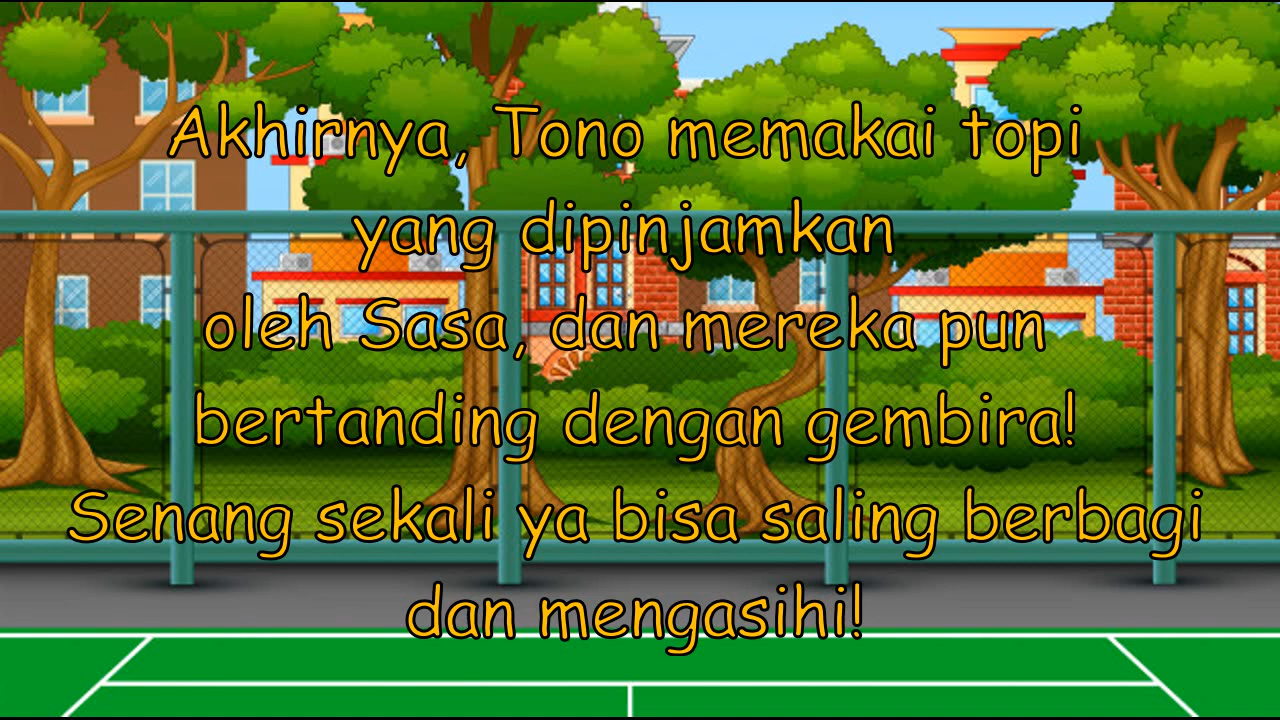 Akhirnya, Tono memakai topi
yang dipinjamkan
oleh Sasa, dan mereka pun
bertanding dengan gembira!
Senang sekali ya bisa saling berbagi
dan mengasihi!